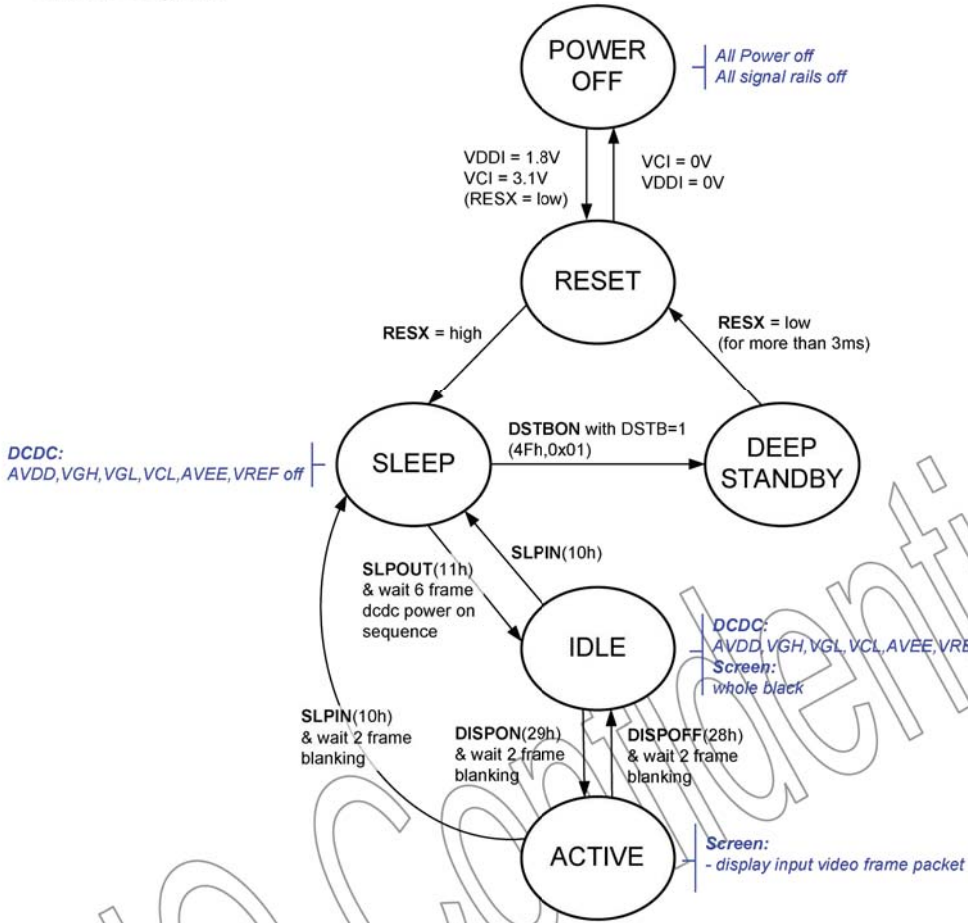 POWER
OFF
All Power off
All signal rails off
VDDI = 1.8V
VCI = 3.1V
(RESX = low)
VCI = 0V
VDDI = 0V
RESET
RESX = high
RESX = low
(for more than 3ms)
DCDC:
AVDD,VGH,VGL,VCL,AVEE,VREF off
SLEEP
DSTBON with DSTB=1
(4Fh,0x01)
DEEP
STANDBY
SLPOUT(11h)
& wait 6 frame
dcdc power on
sequence
SLPIN(10h)
IDLE
DCDC:
AVDD,VGH,VGL,VCL,AVEE,VRE
Screen:
whole black
SLPIN(10h)
& wait 2 frame
blanking
DISPON(29h)
& wait 2 frame
blanking
DISPOFF(28h)
& wait 2 frame
blanking
ACTIVE
Screen:
- display input video frame packet